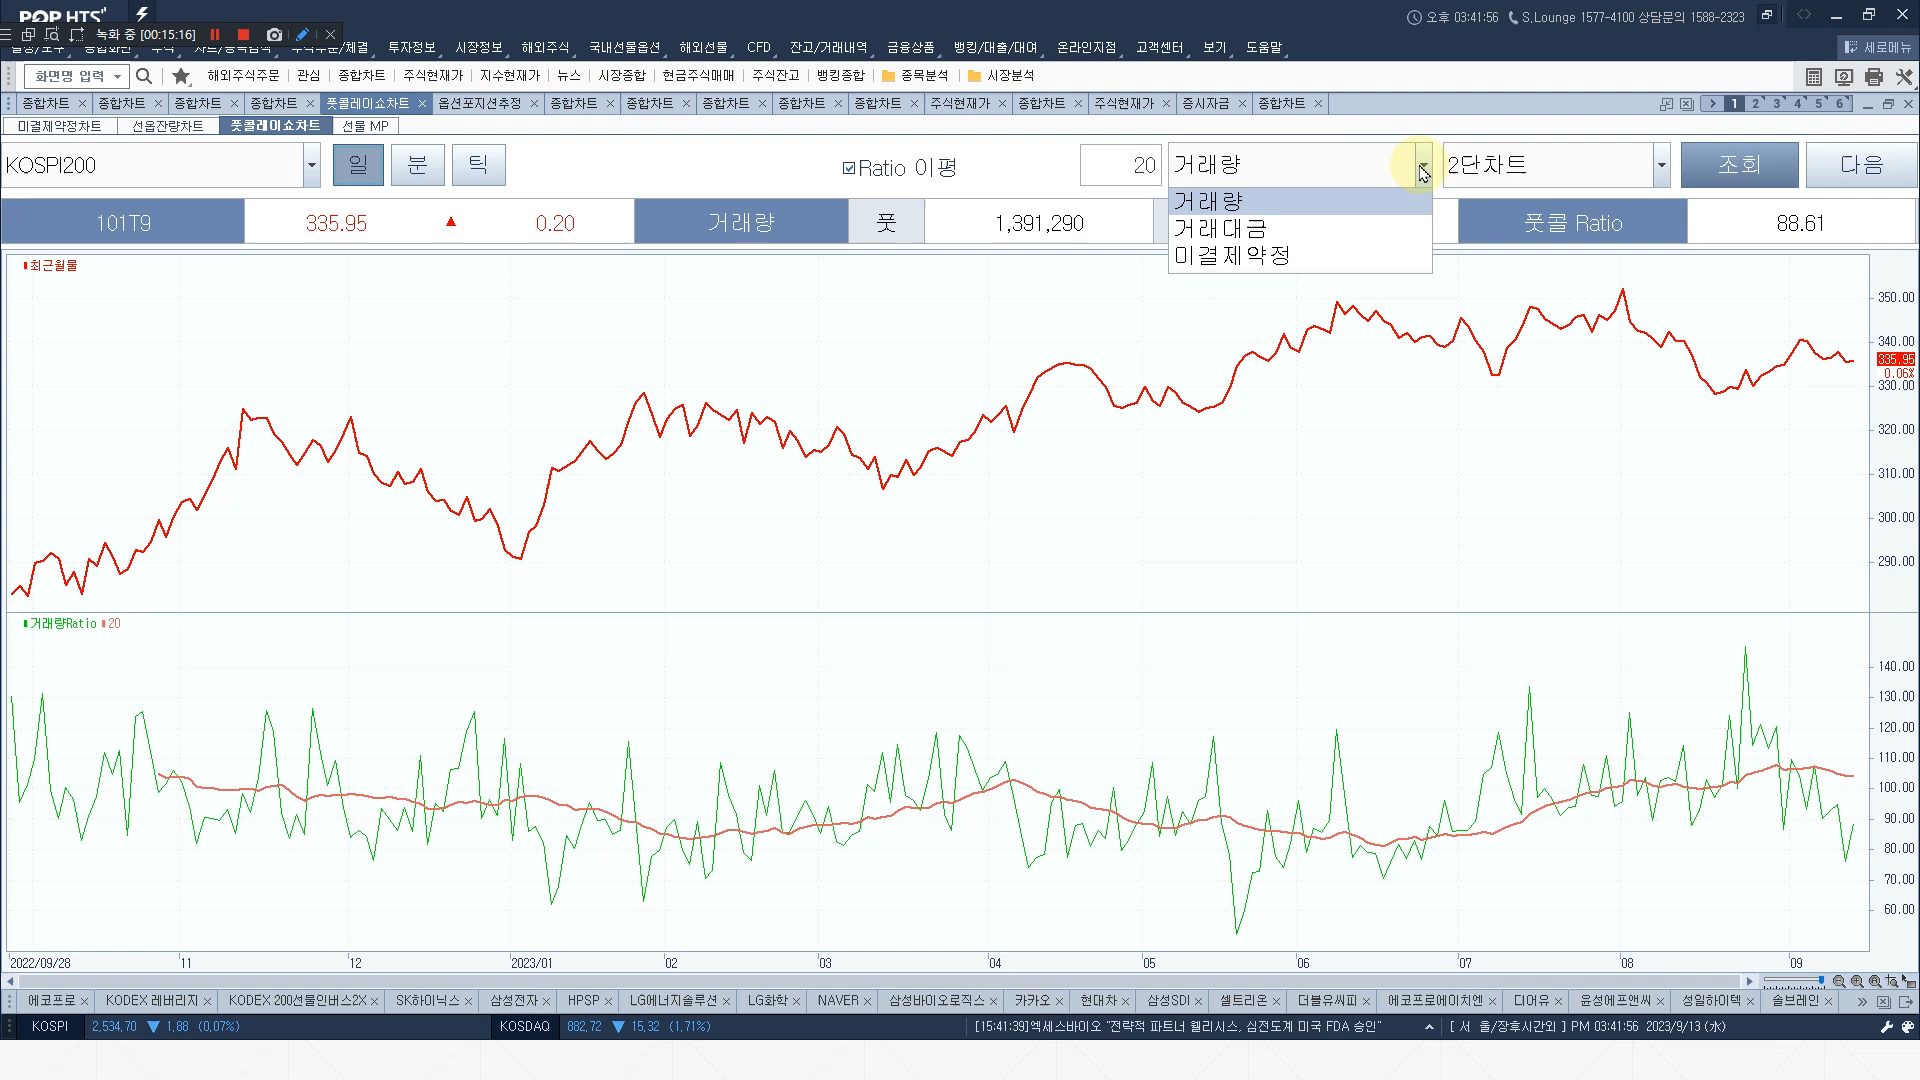 POP HTS
오후 03:41:56 S.Lounge 1577-4100 상담문의 1588-2323
녹화 중 [00:15:16]
투자정보 시장정보 해외주식 국내선물옵션 해외선물 CFD 잔고/거래내역 금융상품 뱅킹/대출/대여 온라인지점 고객센터 보기 도움말 세로메뉴
화면명 입력 해외주식주문 관심 종합차트 주식현재가 지수현재가 뉴스 시장종합 현금주식매매 주식잔고 뱅킹종합 종목분석 시장분석
종합차트 종합차트 종합차트 종합차트 풋콜레이쇼차트 옵션포지션추정 종합차트 종합차트 종합차트 종합차트 종합차트 주식현재가 종합차트 주식현재가 증시자금 종합차트 1 2 3 4 5 6
미결제약정차트 선옵잔량차트 풋콜레이쇼차트 선물 MP
KOSPI200 일 분 틱 Ratio 이평 20 거래량 2단차트 조회 다음
101T9 335.95 ▲ 0.20 거래량 풋 1,391,290 풋콜 Ratio 88.61
거래량
거래대금
미결제약정
최근월물
350.00
340.00
335.95
0.06%
330.00
320.00
310.00
300.00
290.00
거래량Ratio 20
140.00
130.00
120.00
110.00
100.00
90.00
80.00
70.00
60.00
2022/09/28 11 12 2023/01 02 03 04 05 06 07 08 09
에코프로 KODEX 레버리지 KODEX 200선물인버스2X SK하이닉스 삼성전자 HPSP LG에너지솔루션 LG화학 NAVER 삼성바이오로직스 카카오 현대차 삼성SDI 셀트리온 더블유씨피 에코프로에이치엔 디어유 윤성에프앤씨 성일하이텍 솔브레인
KOSPI 2,534.70 ▼ 1.88 (0.07%) KOSDAQ 882.72 ▼ 15.32 (1.71%) [15:41:39]엑세스바이오 "전략적 파트너 웰리시스, 심전도계 미국 FDA 승인" [ 서 울/장후시간외 ] PM 03:41:56 2023/9/13 (水)